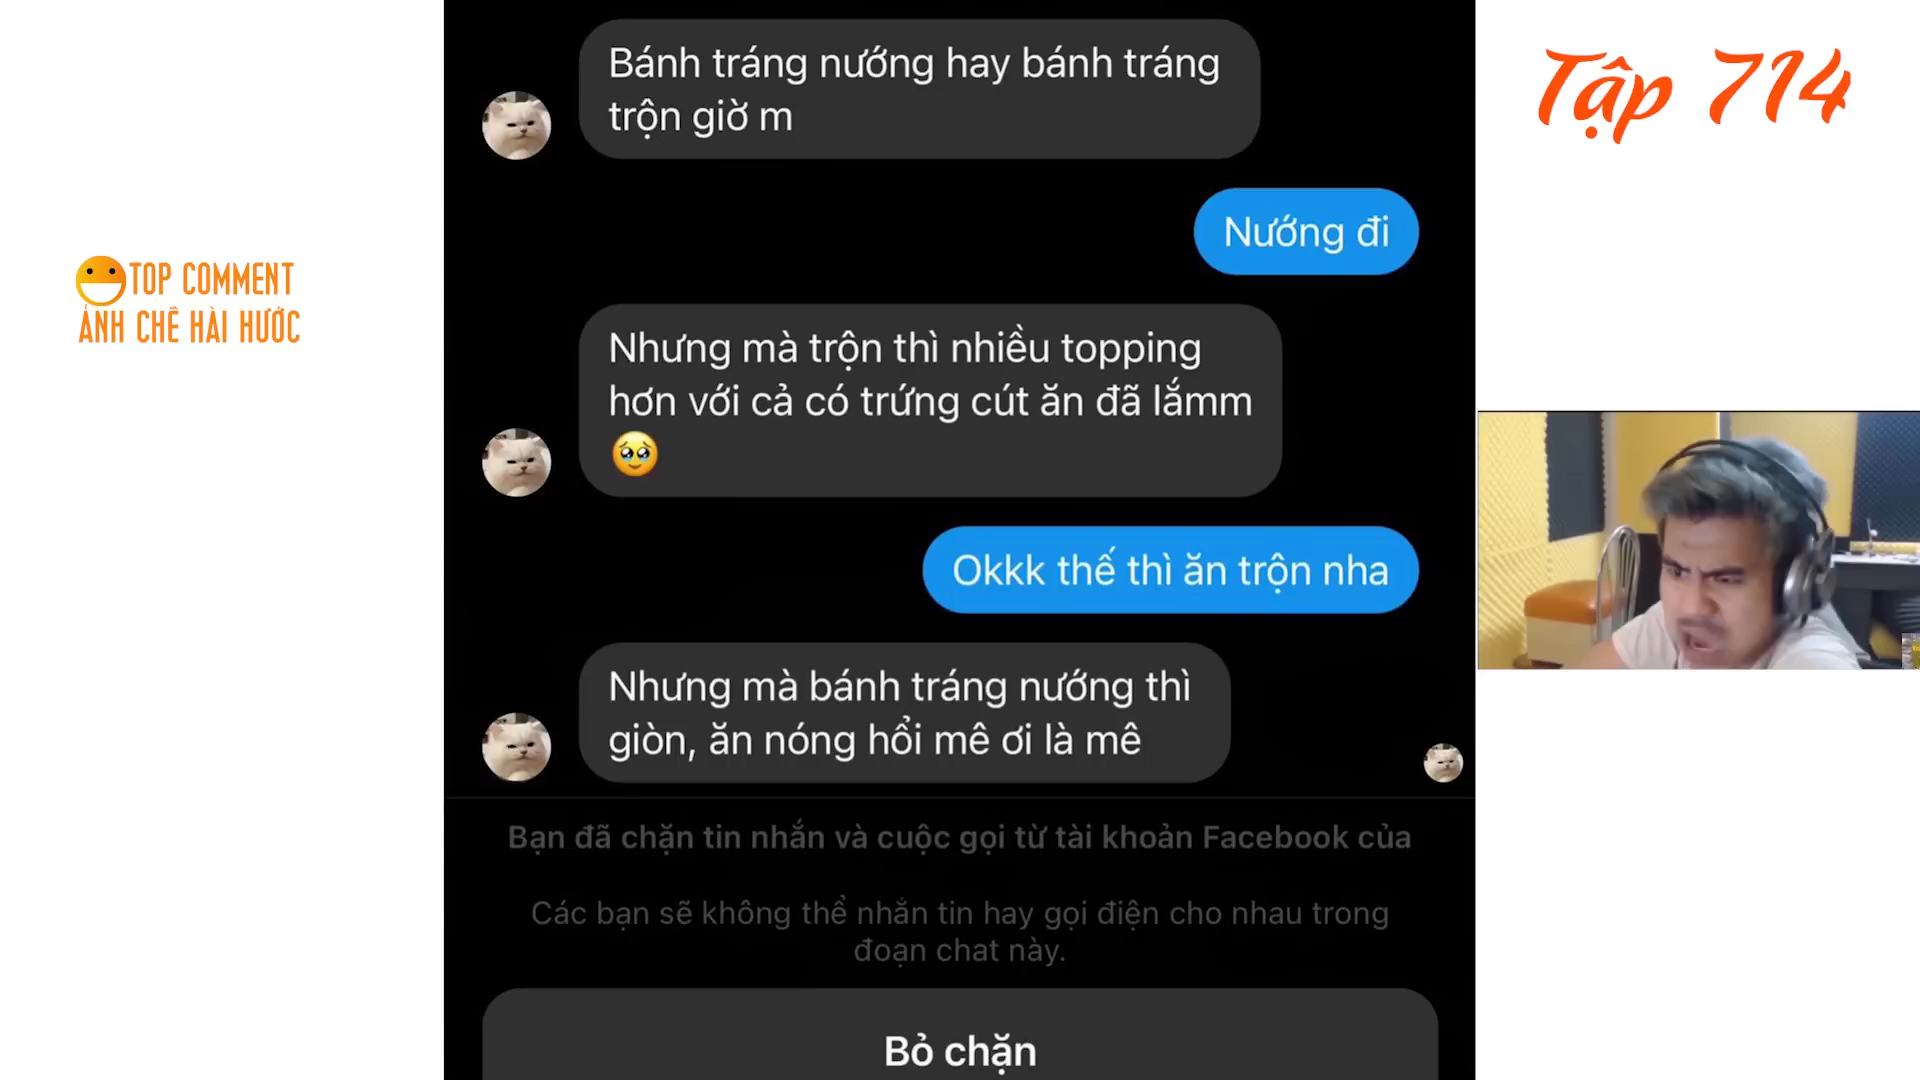 Bánh tráng nướng hay bánh tráng
trộn giờ m
Tập 714
Nướng đi
TOP COMMENT
ẢNH CHẾ HÀI HƯỚC
Nhưng mà trộn thì nhiều topping
hơn với cả có trứng cút ăn đã lắmm
Okkk thế thì ăn trộn nha
Nhưng mà bánh tráng nướng thì
giòn, ăn nóng hổi mê ơi là mê
Bạn đã chặn tin nhắn và cuộc gọi từ tài khoản Facebook của
Các bạn sẽ không thể nhắn tin hay gọi điện cho nhau trong
đoạn chat này.
Bỏ chặn